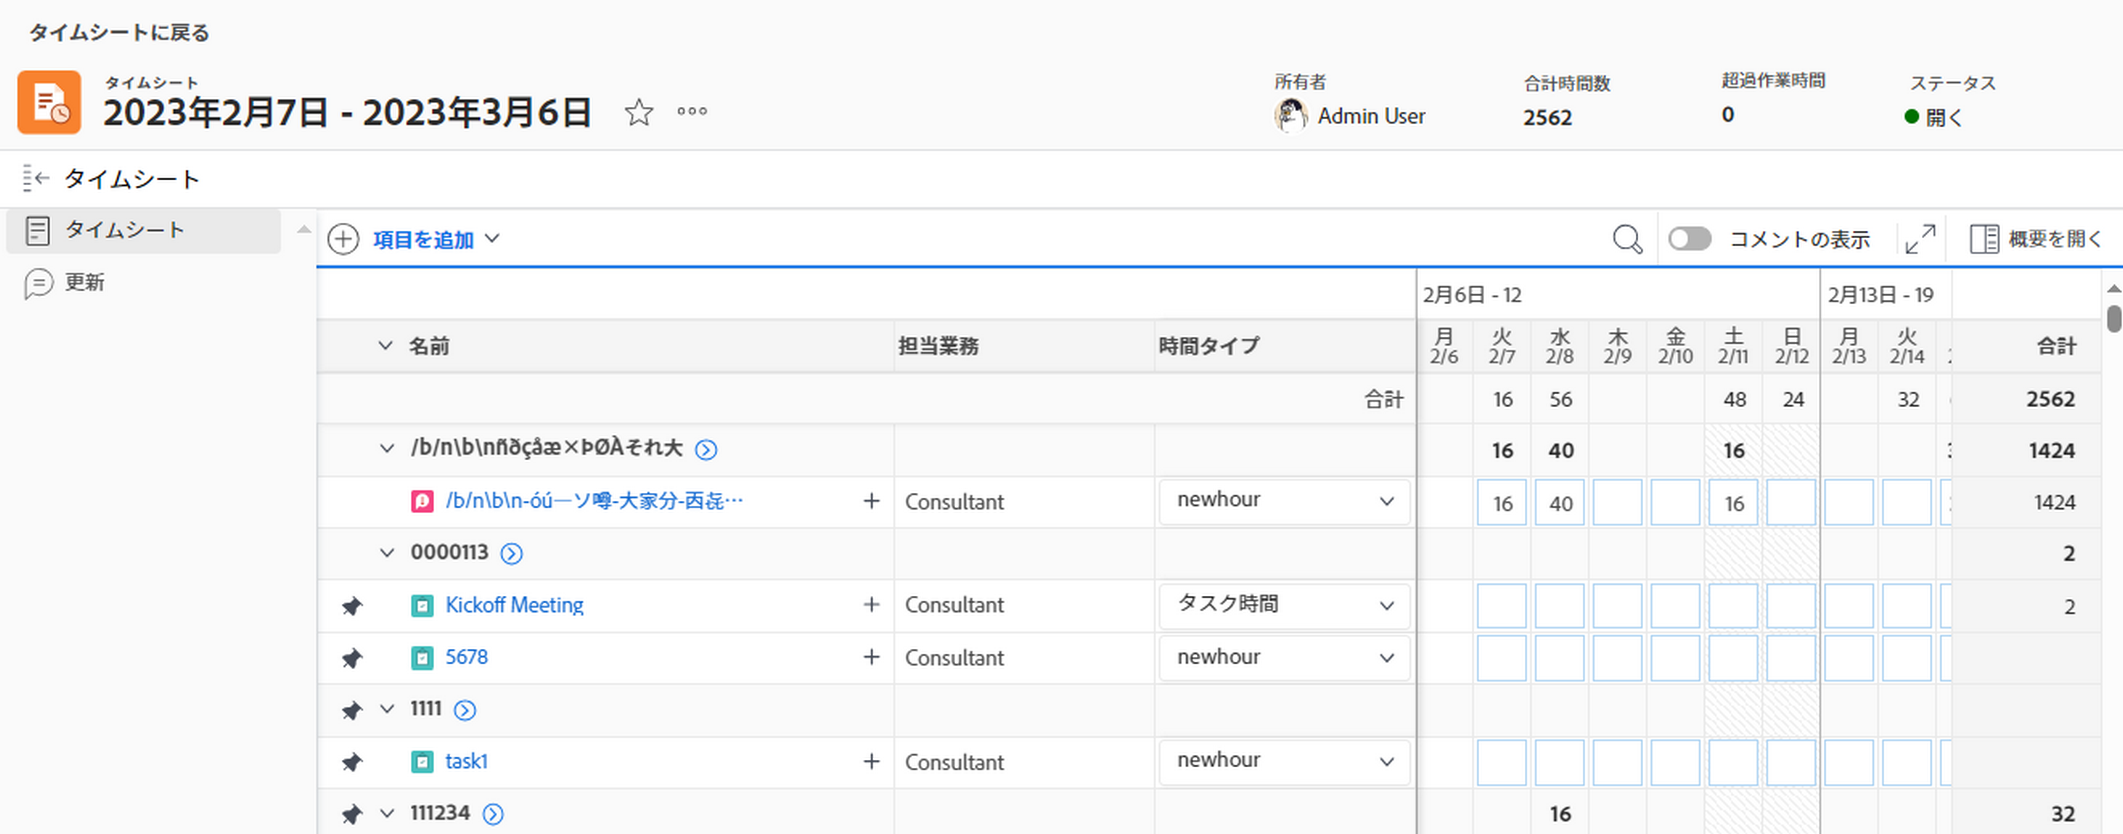 タイムシートに戻る
タイムシート
2023年2月7日 - 2023年3月6日
所有者
Admin User
合計時間数
2562
超過作業時間
0
ステータス
開く
タイムシート
タイムシート
更新
項目を追加
コメントの表示
概要を開く
2月6日 - 12 2月13日 - 19
名前 担当業務 時間タイプ 月 火 水 木 金 土 日 月 火 合計
2/6 2/7 2/8 2/9 2/10 2/11 2/12 2/13 2/14
合計 16 56 48 24 32 2562
/b/n\b\nñðçåæ×ÞØÀそれ大 16 40 16 1424
/b/n\b\n-óú―ソ噂-大家分-西㐂… Consultant newhour 16 40 16 1424
0000113 2
Kickoff Meeting Consultant タスク時間 2
5678 Consultant newhour
1111
task1 Consultant newhour
111234 16 32